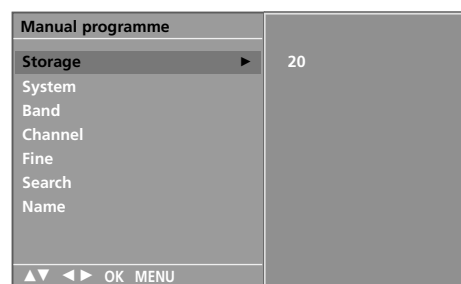 Manual programme
Storage ► 20
System
Band
Channel
Fine
Search
Name
▲▼ ◄► OK MENU